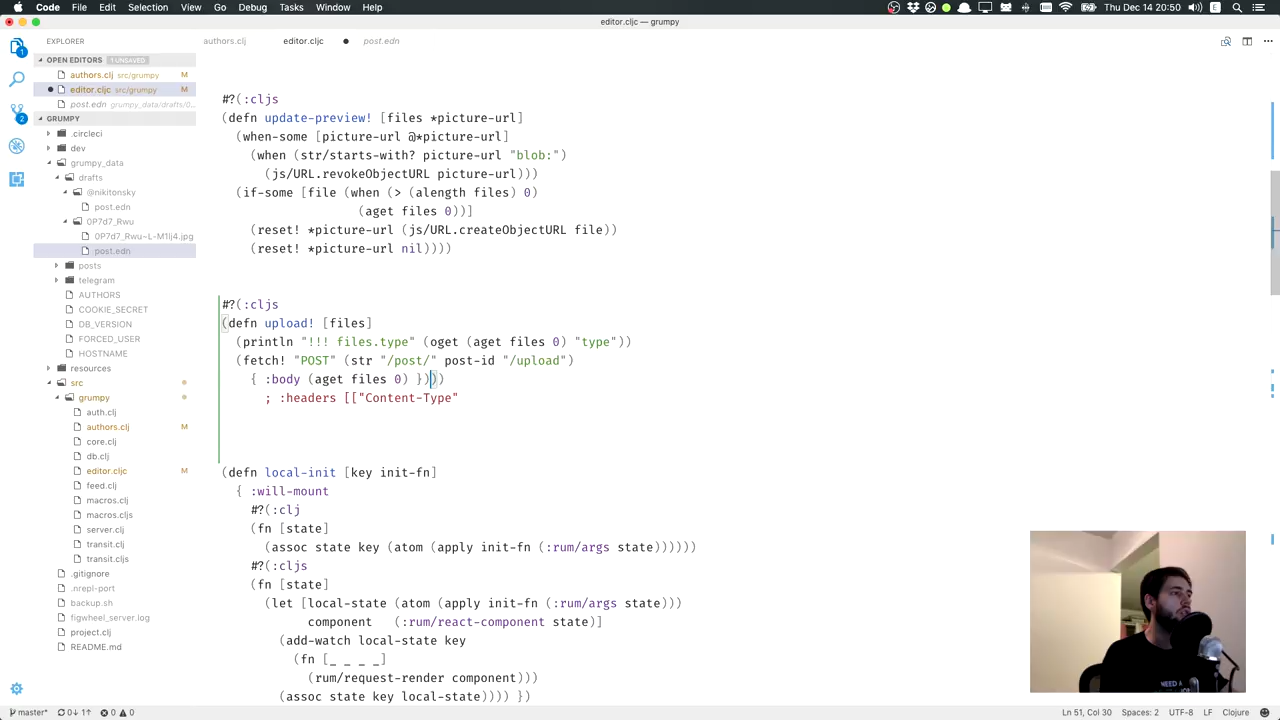 Code File Edit Selection View Go Debug Window Help
100% Thu Dec 14 20:50
editor.cljc — grumpy
EXPLORER
authors.clj editor.cljc post.edn
OPEN EDITORS 1 UNSAVED
authors.clj src/grumpy M
editor.cljc src/grumpy M
post.edn grumpy_data/drafts/0...
GRUMPY
.circleci
dev
grumpy_data
drafts
@nikitonsky
post.edn
0P7d7_Rwu
0P7d7_Rwu~L-M1Ij4.jpg
post.edn
posts
telegram
AUTHORS
COOKIE_SECRET
DB_VERSION
FORCED_USER
HOSTNAME
resources
src
grumpy
auth.clj
authors.clj M
core.clj
db.clj
editor.cljc M
feed.clj
macros.clj
macros.cljs
server.clj
transit.clj
transit.cljs
.gitignore
.nrepl-port
backup.sh
figwheel_server.log
project.clj
README.md
#?(:cljs
(defn update-preview! [files *picture-url]
(when-some [picture-url @*picture-url]
(when (str/starts-with? picture-url "blob:")
(js/URL.revokeObjectURL picture-url)))
(if-some [file (when (> (alength files) 0)
(aget files 0))]
(reset! *picture-url (js/URL.createObjectURL file))
(reset! *picture-url nil))))
#?(:cljs
(defn upload! [files]
(println "!!! files.type" (oget (aget files 0) "type"))
(fetch! "POST" (str "/post/" post-id "/upload")
{ :body (aget files 0) })))
; :headers [["Content-Type"
(defn local-init [key init-fn]
{ :will-mount
#?(:clj
(fn [state]
(assoc state key (atom (apply init-fn (:rum/args state))))))
#?(:cljs
(fn [state]
(let [local-state (atom (apply init-fn (:rum/args state)))
component (:rum/react-component state)]
(add-watch local-state key
(fn [_ _ _ _]
(rum/request-render component)))
(assoc state key local-state)))) })
NEED A
master* 0↓ 1↑ 0 0
Ln 51, Col 30 Spaces: 2 UTF-8 LF Clojure